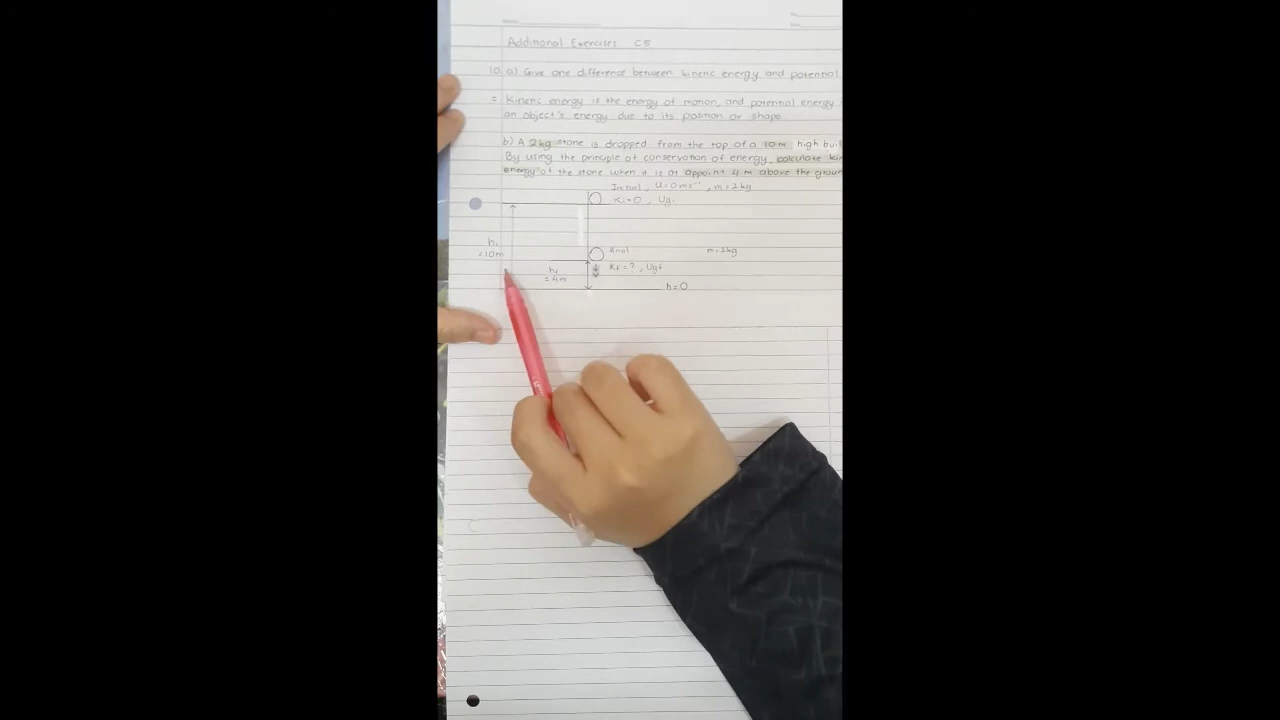 Additional Exercises C5
10. a) Give one difference between kinetic energy and potential
= Kinetic energy is the energy of motion, and potential energy
an object's energy due to its position or shape.
b) A 2kg stone is dropped from the top of a 10m high buil
By using the principle of conservation of energy, calculate kin
energy of the stone when it is at appoint 4 m above the groun
Initial, U=0ms⁻¹, m=2kg
Ki=0, Ugi
hi
=10m
final
m=2kg
Kf=?, Ugf
hf
=4m
h=0